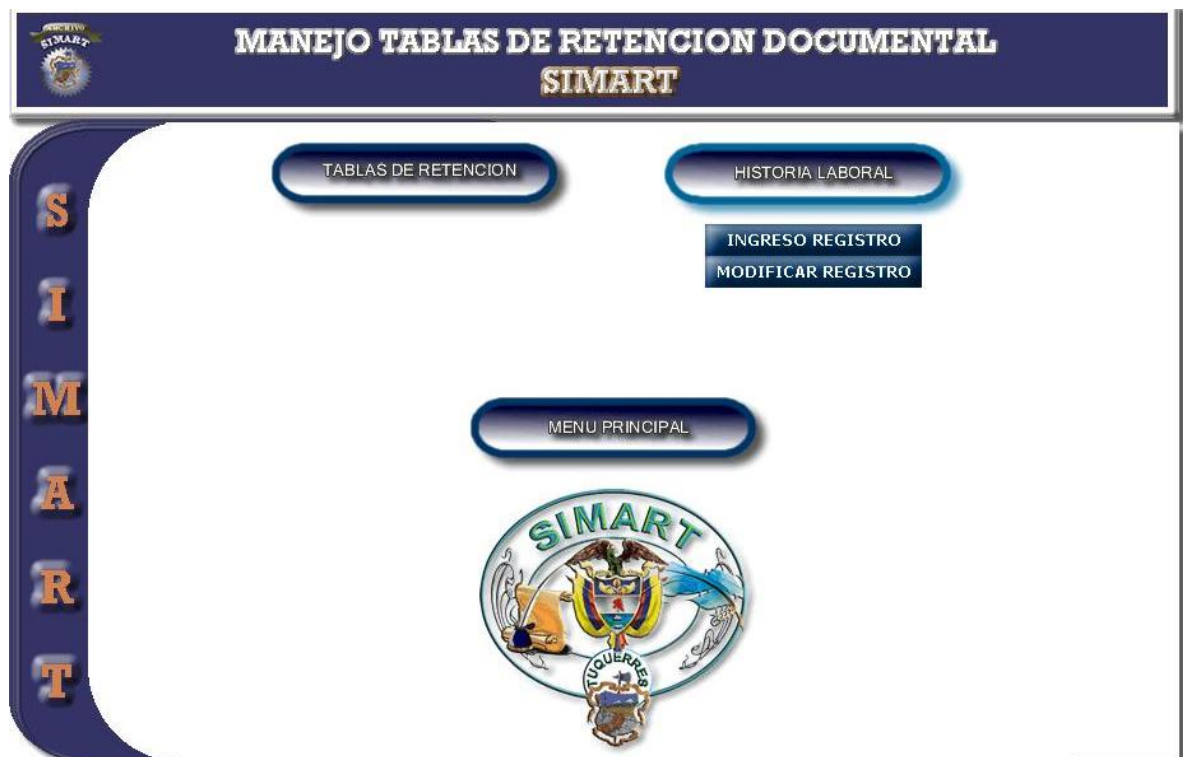 ARCHIVO
SIMART
MANEJO TABLAS DE RETENCION DOCUMENTAL
SIMART
TABLAS DE RETENCION
HISTORIA LABORAL
INGRESO REGISTRO
MODIFICAR REGISTRO
S
I
M
A
R
T
MENU PRINCIPAL
SIMART
TUQUERRES